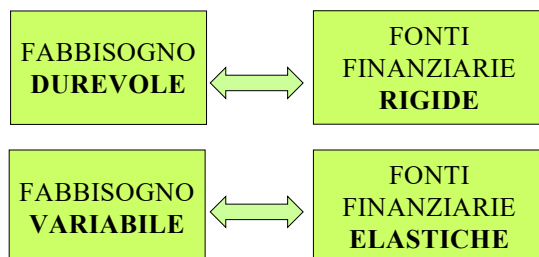 FABBISOGNO
DUREVOLE
FONTI
FINANZIARIE
RIGIDE
FABBISOGNO
VARIABILE
FONTI
FINANZIARIE
ELASTICHE